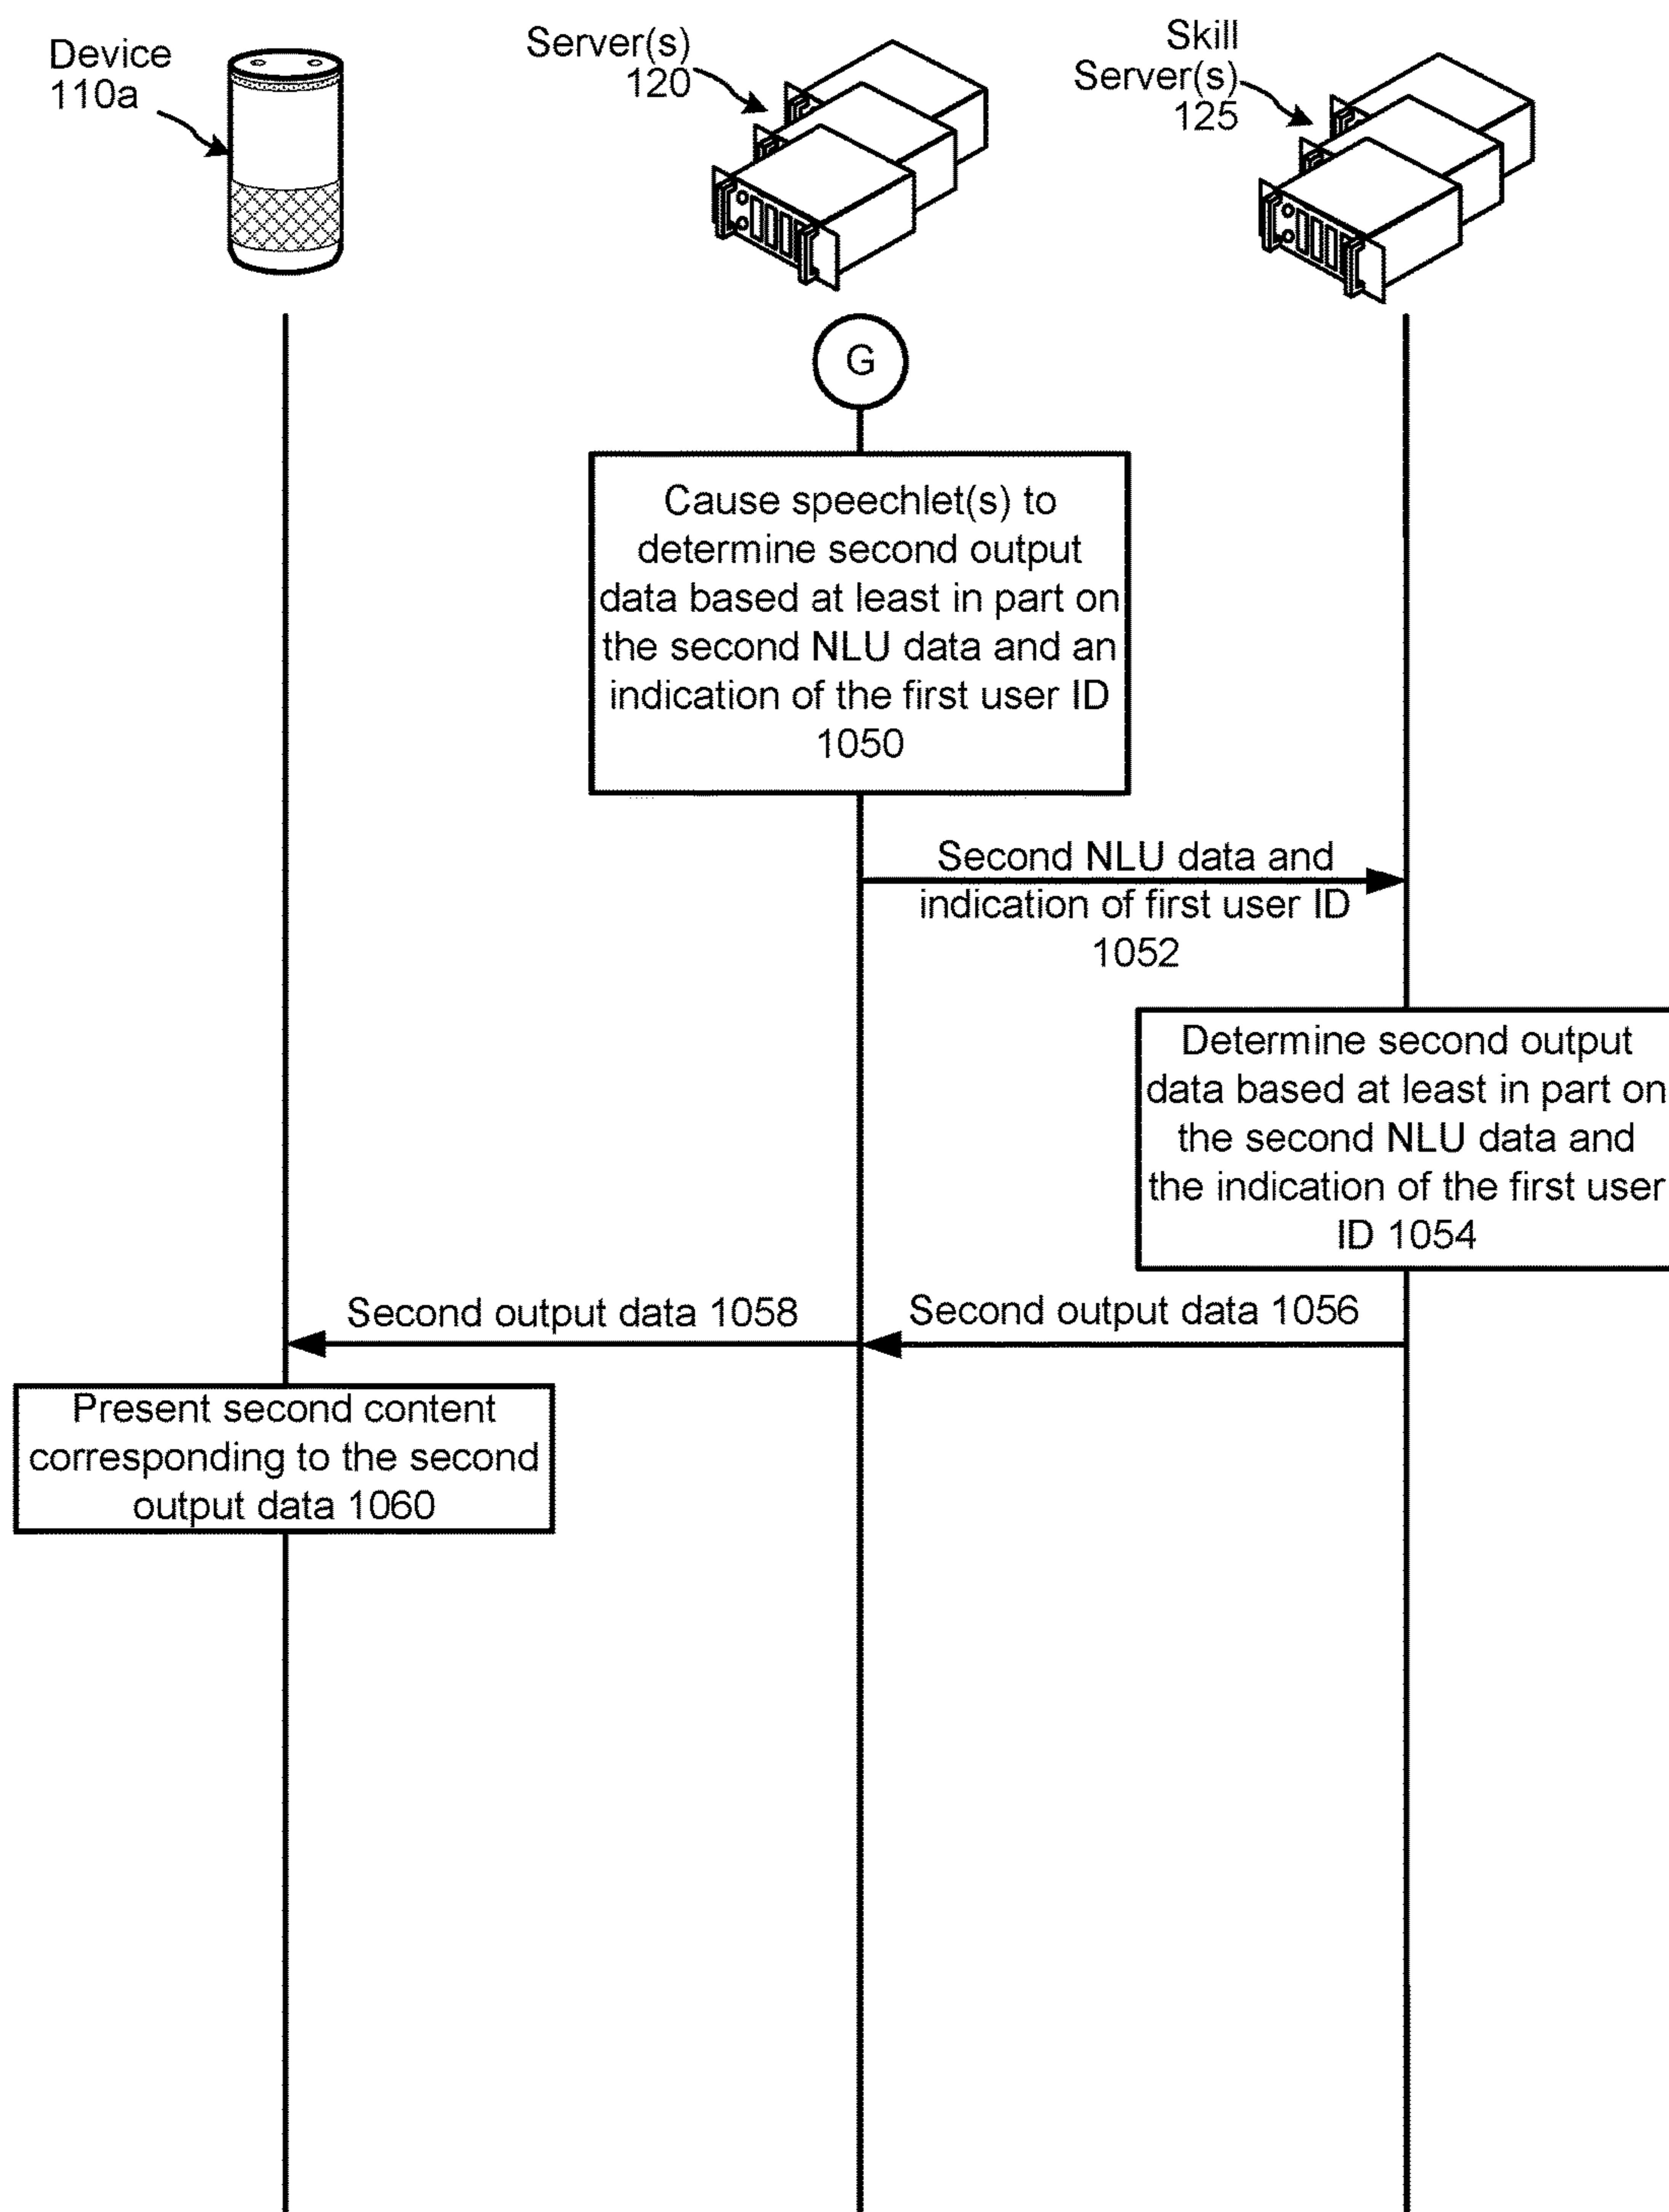 Device
110a
Server(s)
120
Skill
Server(s)
125
G
Cause speechlet(s) to
determine second output
data based at least in part on
the second NLU data and an
indication of the first user ID
1050
Second NLU data and
indication of first user ID
1052
Determine second output
data based at least in part on
the second NLU data and
the indication of the first user
ID 1054
Second output data 1058
Second output data 1056
Present second content
corresponding to the second
output data 1060